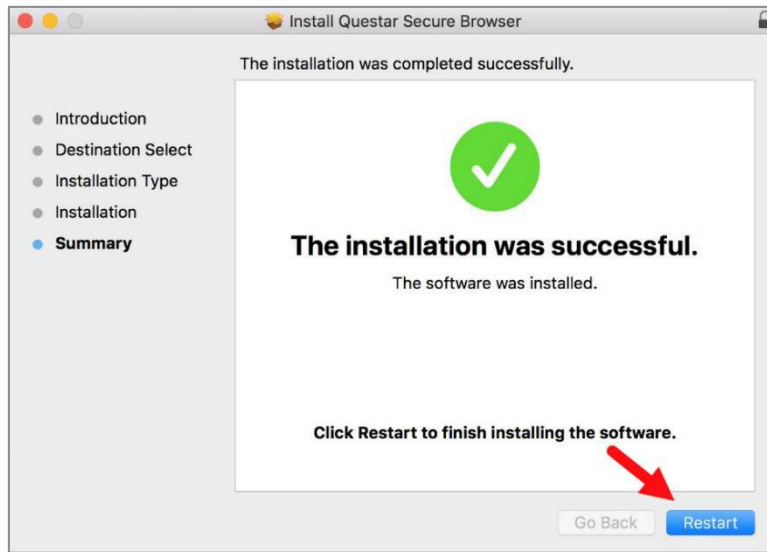 Install Questar Secure Browser
The installation was completed successfully.
Introduction
Destination Select
Installation Type
Installation
Summary
The installation was successful.
The software was installed.
Click Restart to finish installing the software.
Go Back
Restart